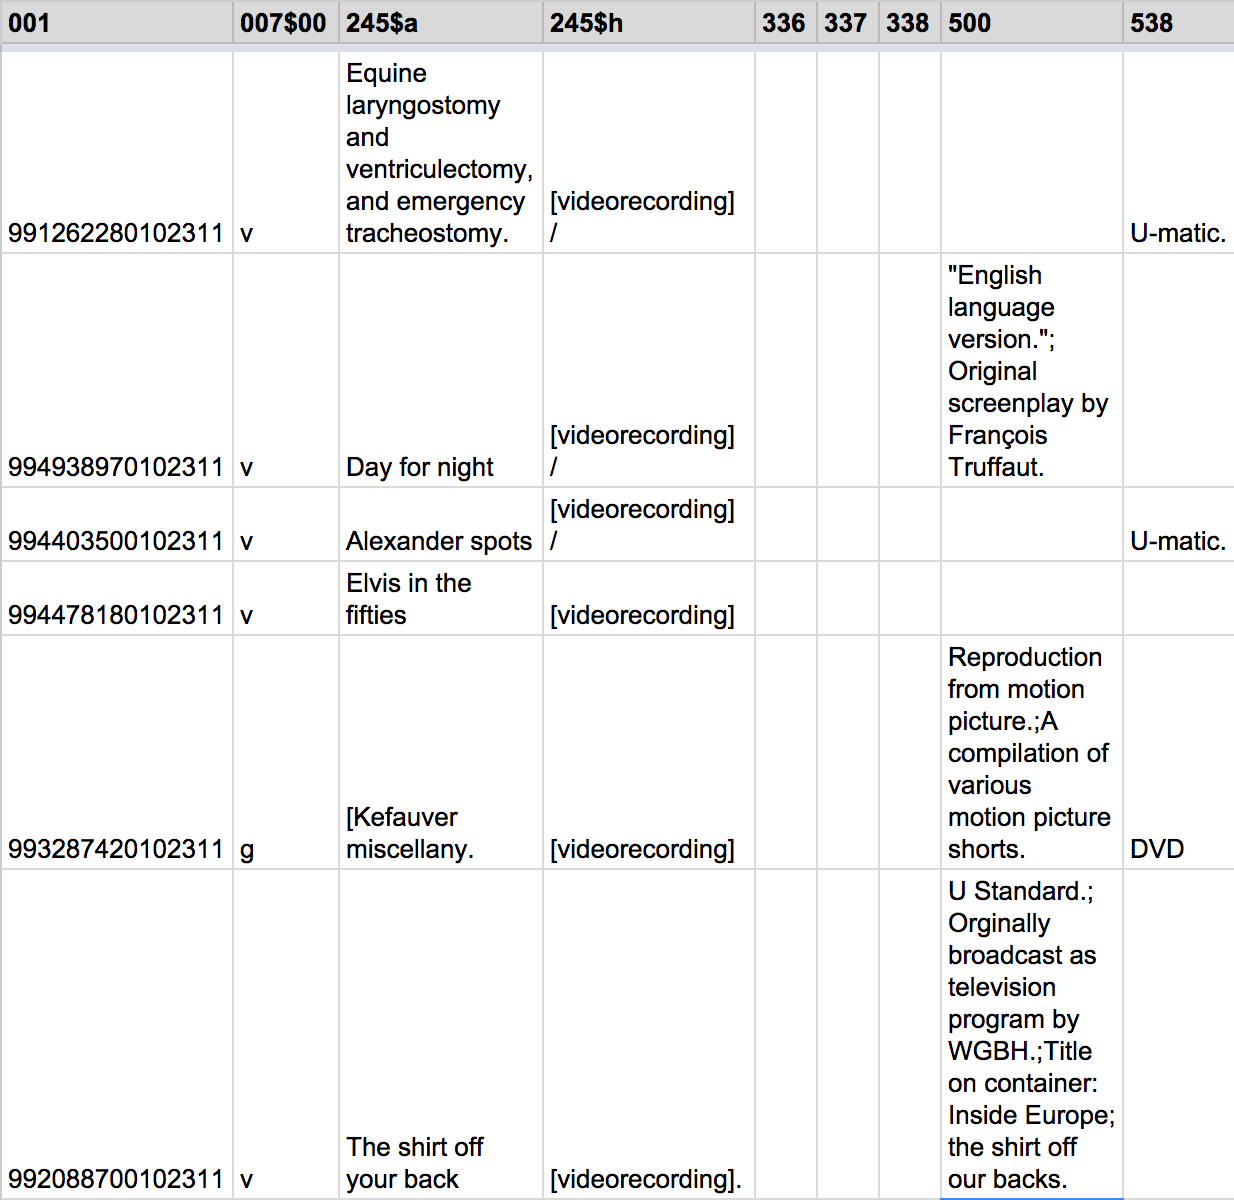 001 007$00 245$a 245$h 336 337 338 500 538
Equine
laryngostomy
and
ventriculectomy,
and emergency [videorecording]
991262280102311 v tracheostomy. / U-matic.
"English
language
version.";
Original
screenplay by
[videorecording] François
994938970102311 v Day for night / Truffaut.
[videorecording]
994403500102311 v Alexander spots / U-matic.
Elvis in the
994478180102311 v fifties [videorecording]
Reproduction
from motion
picture.;A
compilation of
various
[Kefauver motion picture
993287420102311 g miscellany. [videorecording] shorts. DVD
U Standard.;
Orginally
broadcast as
television
program by
WGBH.;Title
on container:
Inside Europe;
The shirt off the shirt off
992088700102311 v your back [videorecording]. our backs.